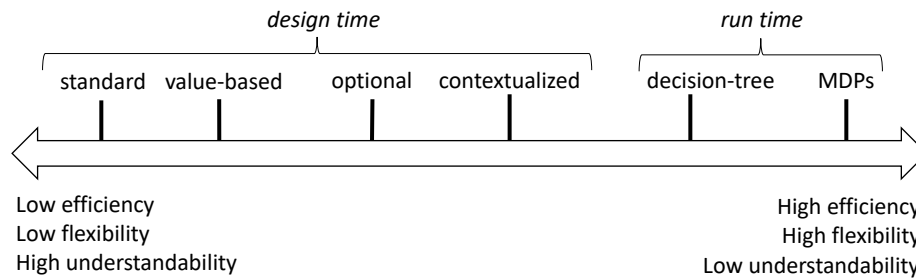 design time
run time
standard value-based optional contextualized decision-tree MDPs
Low efficiency
Low flexibility
High understandability
High efficiency
High flexibility
Low understandability